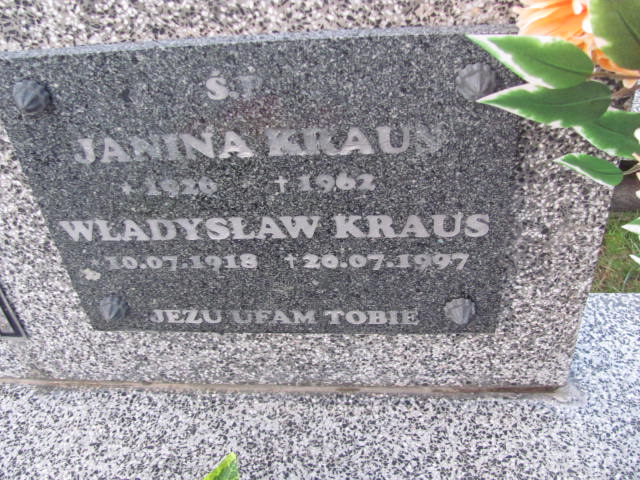 Ś.P.
JANINA KRAUS
* 1926 † 1962
WŁADYSŁAW KRAUS
* 10.07.1918 † 20.07.1997
JEZU UFAM TOBIE